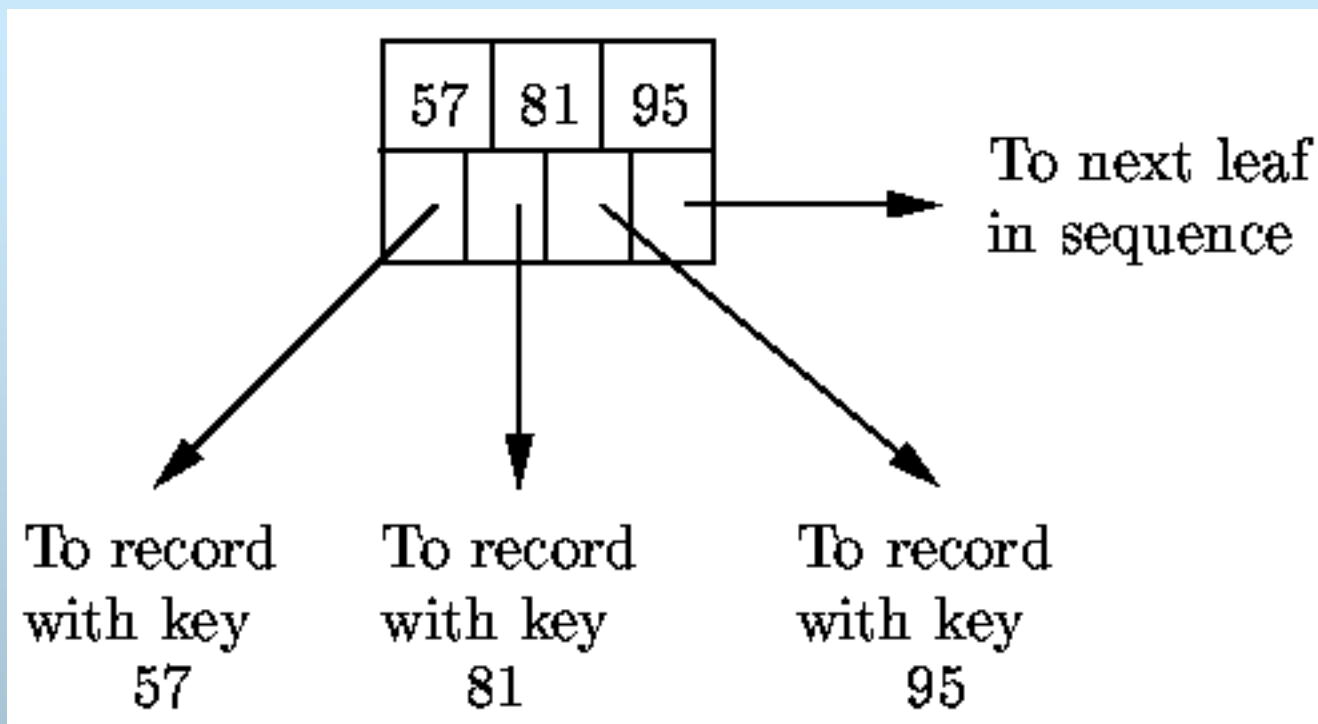 57 81 95
To next leaf
in sequence
To record
with key
57
To record
with key
81
To record
with key
95